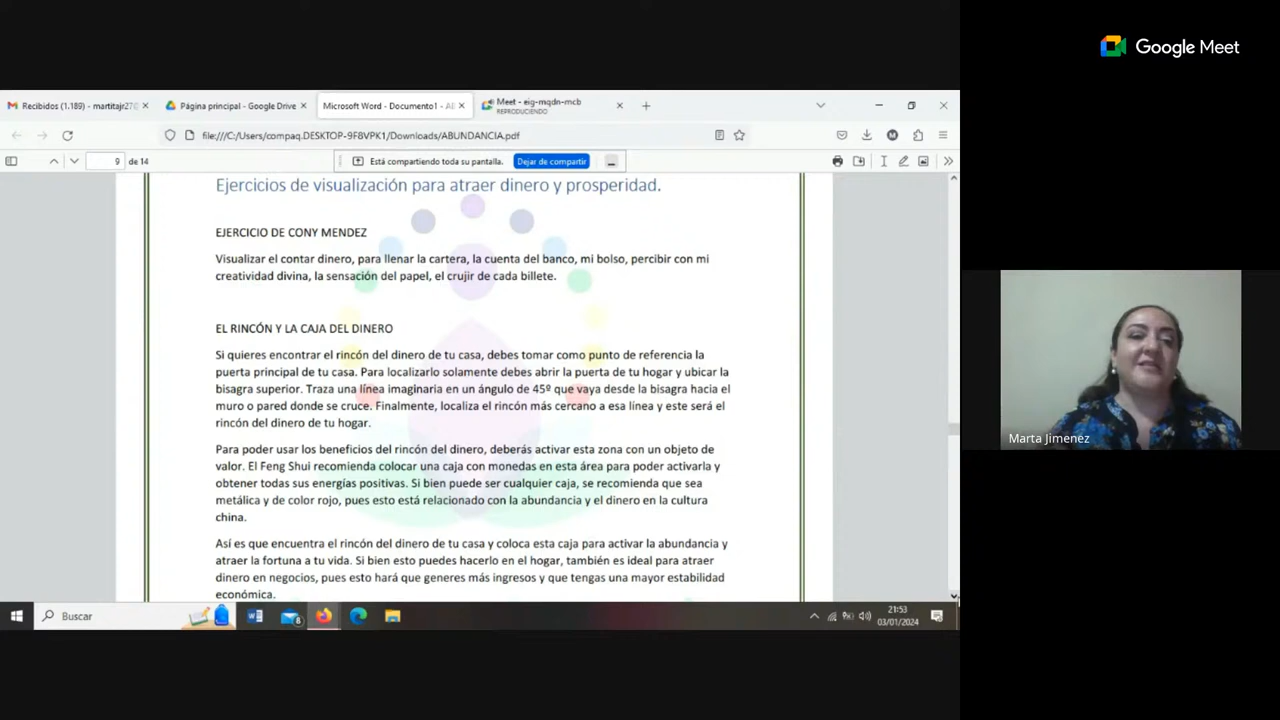 Google Meet
Recibidos (1.189) - martitajr27@
Página principal - Google Drive
Microsoft Word - Documento1 - AB
Meet - eig-mqdn-mcb
REPRODUCIENDO
file:///C:/Users/compaq.DESKTOP-9F8VPK1/Downloads/ABUNDANCIA.pdf
9 de 14
Está compartiendo toda su pantalla.
Dejar de compartir
Ejercicios de visualización para atraer dinero y prosperidad.
EJERCICIO DE CONY MENDEZ
Visualizar el contar dinero, para llenar la cartera, la cuenta del banco, mi bolso, percibir con mi
creatividad divina, la sensación del papel, el crujir de cada billete.
EL RINCÓN Y LA CAJA DEL DINERO
Si quieres encontrar el rincón del dinero de tu casa, debes tomar como punto de referencia la
puerta principal de tu casa. Para localizarlo solamente debes abrir la puerta de tu hogar y ubicar la
bisagra superior. Traza una línea imaginaria en un ángulo de 45º que vaya desde la bisagra hacia el
muro o pared donde se cruce. Finalmente, localiza el rincón más cercano a esa línea y este será el
rincón del dinero de tu hogar.
Para poder usar los beneficios del rincón del dinero, deberás activar esta zona con un objeto de
valor. El Feng Shui recomienda colocar una caja con monedas en esta área para poder activarla y
obtener todas sus energías positivas. Si bien puede ser cualquier caja, se recomienda que sea
metálica y de color rojo, pues esto está relacionado con la abundancia y el dinero en la cultura
china.
Así es que encuentra el rincón del dinero de tu casa y coloca esta caja para activar la abundancia y
atraer la fortuna a tu vida. Si bien esto puedes hacerlo en el hogar, también es ideal para atraer
dinero en negocios, pues esto hará que generes más ingresos y que tengas una mayor estabilidad
económica.
Marta Jimenez
Buscar
21:53
03/01/2024